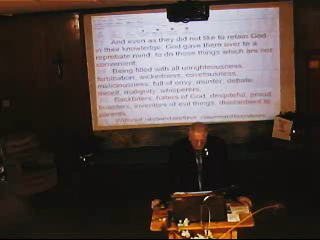 And even as they did not like to retain God
in their knowledge, God gave them over to a
reprobate mind, to do those things which are not
convenient;
Being filled with all unrighteousness,
fornication, wickedness, covetousness,
maliciousness; full of envy, murder, debate,
deceit, malignity; whisperers,
Backbiters, haters of God, despiteful, proud,
boasters, inventors of evil things, disobedient to
parents,
Without understanding, covenantbreakers,